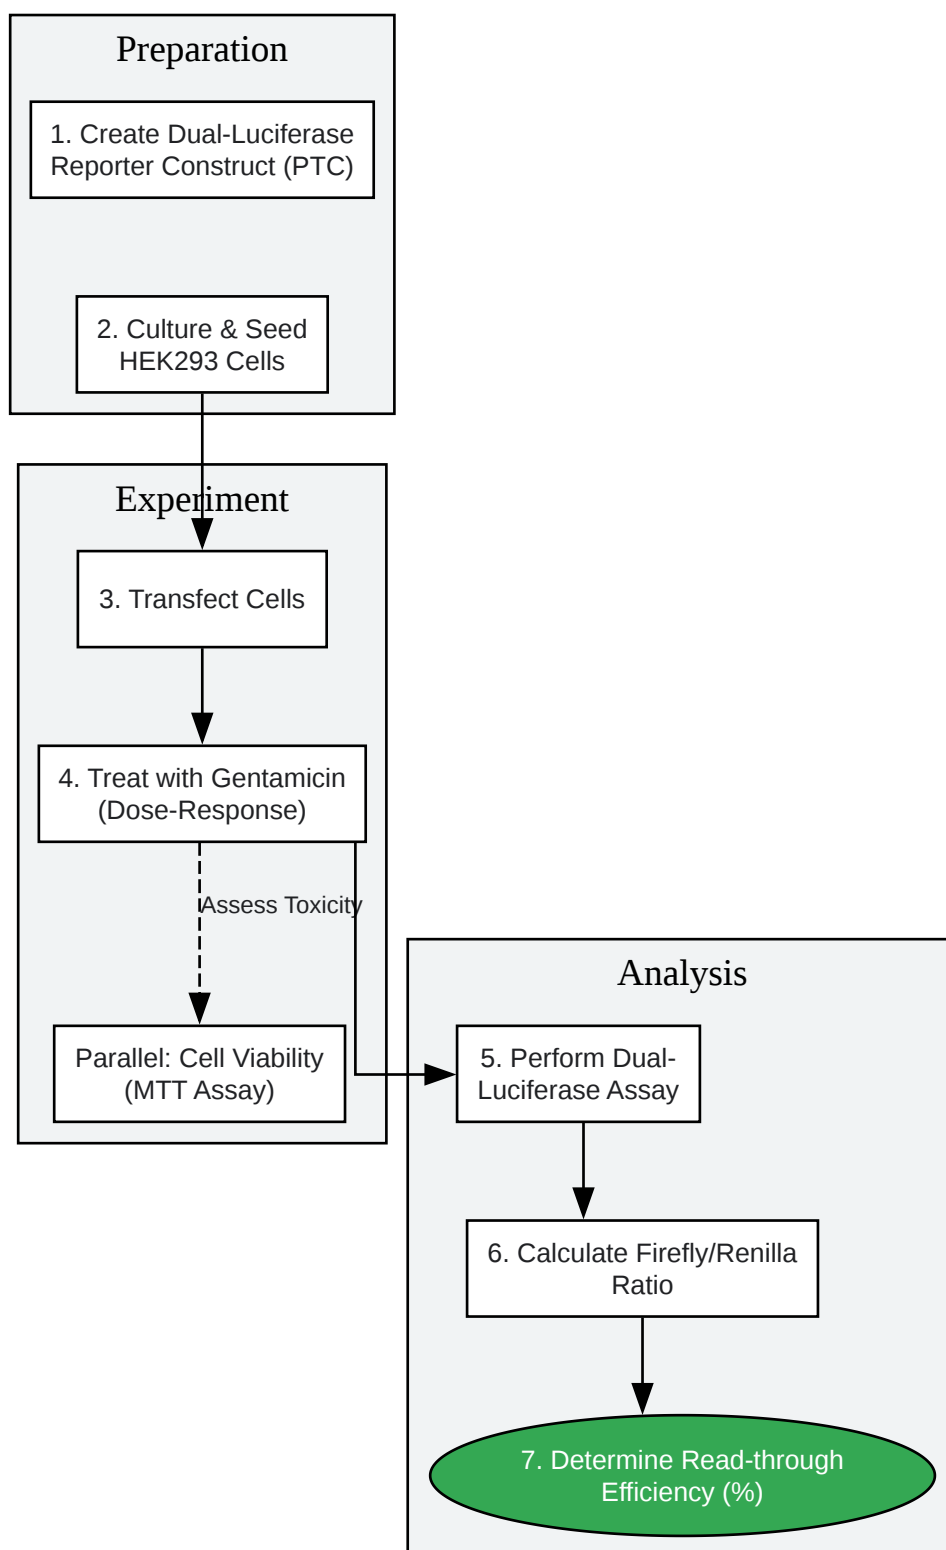 Preparation
1. Create Dual-Luciferase
Reporter Construct (PTC)
2. Culture & Seed
HEK293 Cells
Experiment
3. Transfect Cells
4. Treat with Gentamicin
(Dose-Response)
Assess Toxicity
Parallel: Cell Viability
(MTT Assay)
Analysis
5. Perform Dual-
Luciferase Assay
6. Calculate Firefly/Renilla
Ratio
7. Determine Read-through
Efficiency (%)